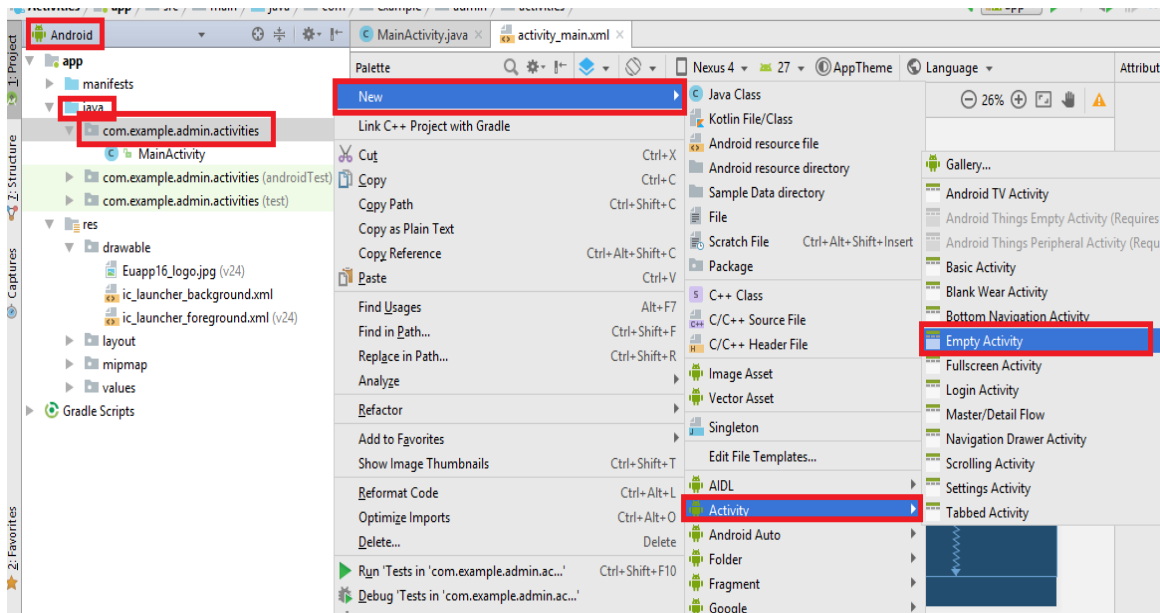 Android
MainActivity.java
activity_main.xml
1: Project
Z: Structure
Captures
2: Favorites
app
manifests
java
com.example.admin.activities
MainActivity
com.example.admin.activities (androidTest)
com.example.admin.activities (test)
res
drawable
Euapp16_logo.jpg (v24)
ic_launcher_background.xml
ic_launcher_foreground.xml (v24)
layout
mipmap
values
Gradle Scripts
Palette
Nexus 4
27
AppTheme
Language
Attribut
26%
New
Link C++ Project with Gradle
Cut Ctrl+X
Copy Ctrl+C
Copy Path Ctrl+Shift+C
Copy as Plain Text
Copy Reference Ctrl+Alt+Shift+C
Paste Ctrl+V
Find Usages Alt+F7
Find in Path... Ctrl+Shift+F
Replace in Path... Ctrl+Shift+R
Analyze
Refactor
Add to Favorites
Show Image Thumbnails Ctrl+Shift+T
Reformat Code Ctrl+Alt+L
Optimize Imports Ctrl+Alt+O
Delete... Delete
Run 'Tests in 'com.example.admin.ac...' Ctrl+Shift+F10
Debug 'Tests in 'com.example.admin.ac...'
Java Class
Kotlin File/Class
Android resource file
Android resource directory
Sample Data directory
File
Scratch File Ctrl+Alt+Shift+Insert
Package
C++ Class
C/C++ Source File
C/C++ Header File
Image Asset
Vector Asset
Singleton
Edit File Templates...
AIDL
Activity
Android Auto
Folder
Fragment
Google
Gallery...
Android TV Activity
Android Things Empty Activity (Requires
Android Things Peripheral Activity (Requ
Basic Activity
Blank Wear Activity
Bottom Navigation Activity
Empty Activity
Fullscreen Activity
Login Activity
Master/Detail Flow
Navigation Drawer Activity
Scrolling Activity
Settings Activity
Tabbed Activity